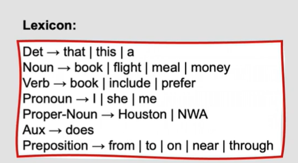 Lexicon:
Det → that | this | a
Noun → book | flight | meal | money
Verb → book | include | prefer
Pronoun → I | she | me
Proper-Noun → Houston | NWA
Aux → does
Preposition → from | to | on | near | through